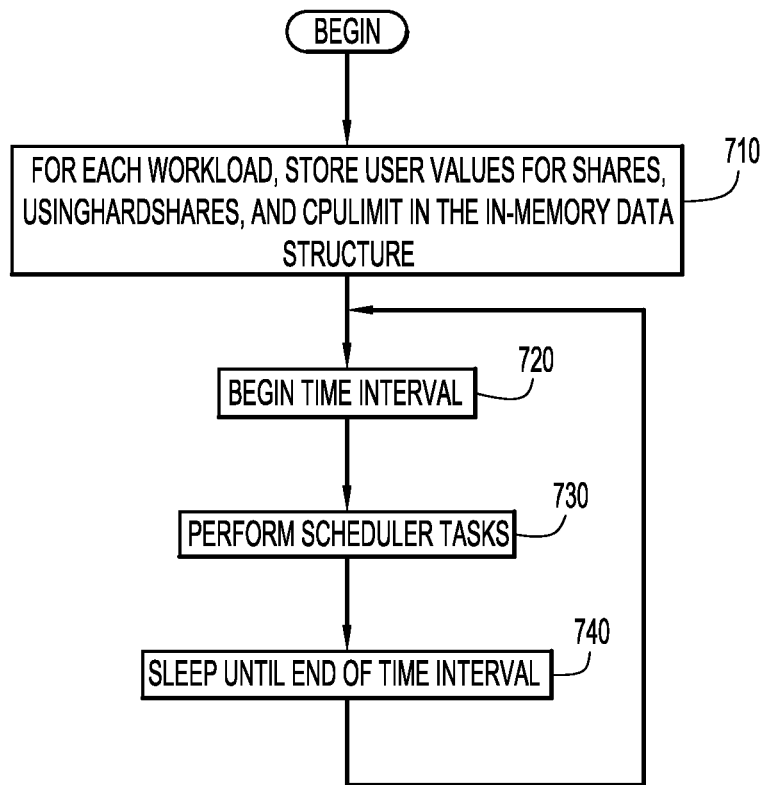 BEGIN
FOR EACH WORKLOAD, STORE USER VALUES FOR SHARES,
USINGHARDSHARES, AND CPULIMIT IN THE IN-MEMORY DATA
STRUCTURE
710
BEGIN TIME INTERVAL
720
PERFORM SCHEDULER TASKS
730
SLEEP UNTIL END OF TIME INTERVAL
740